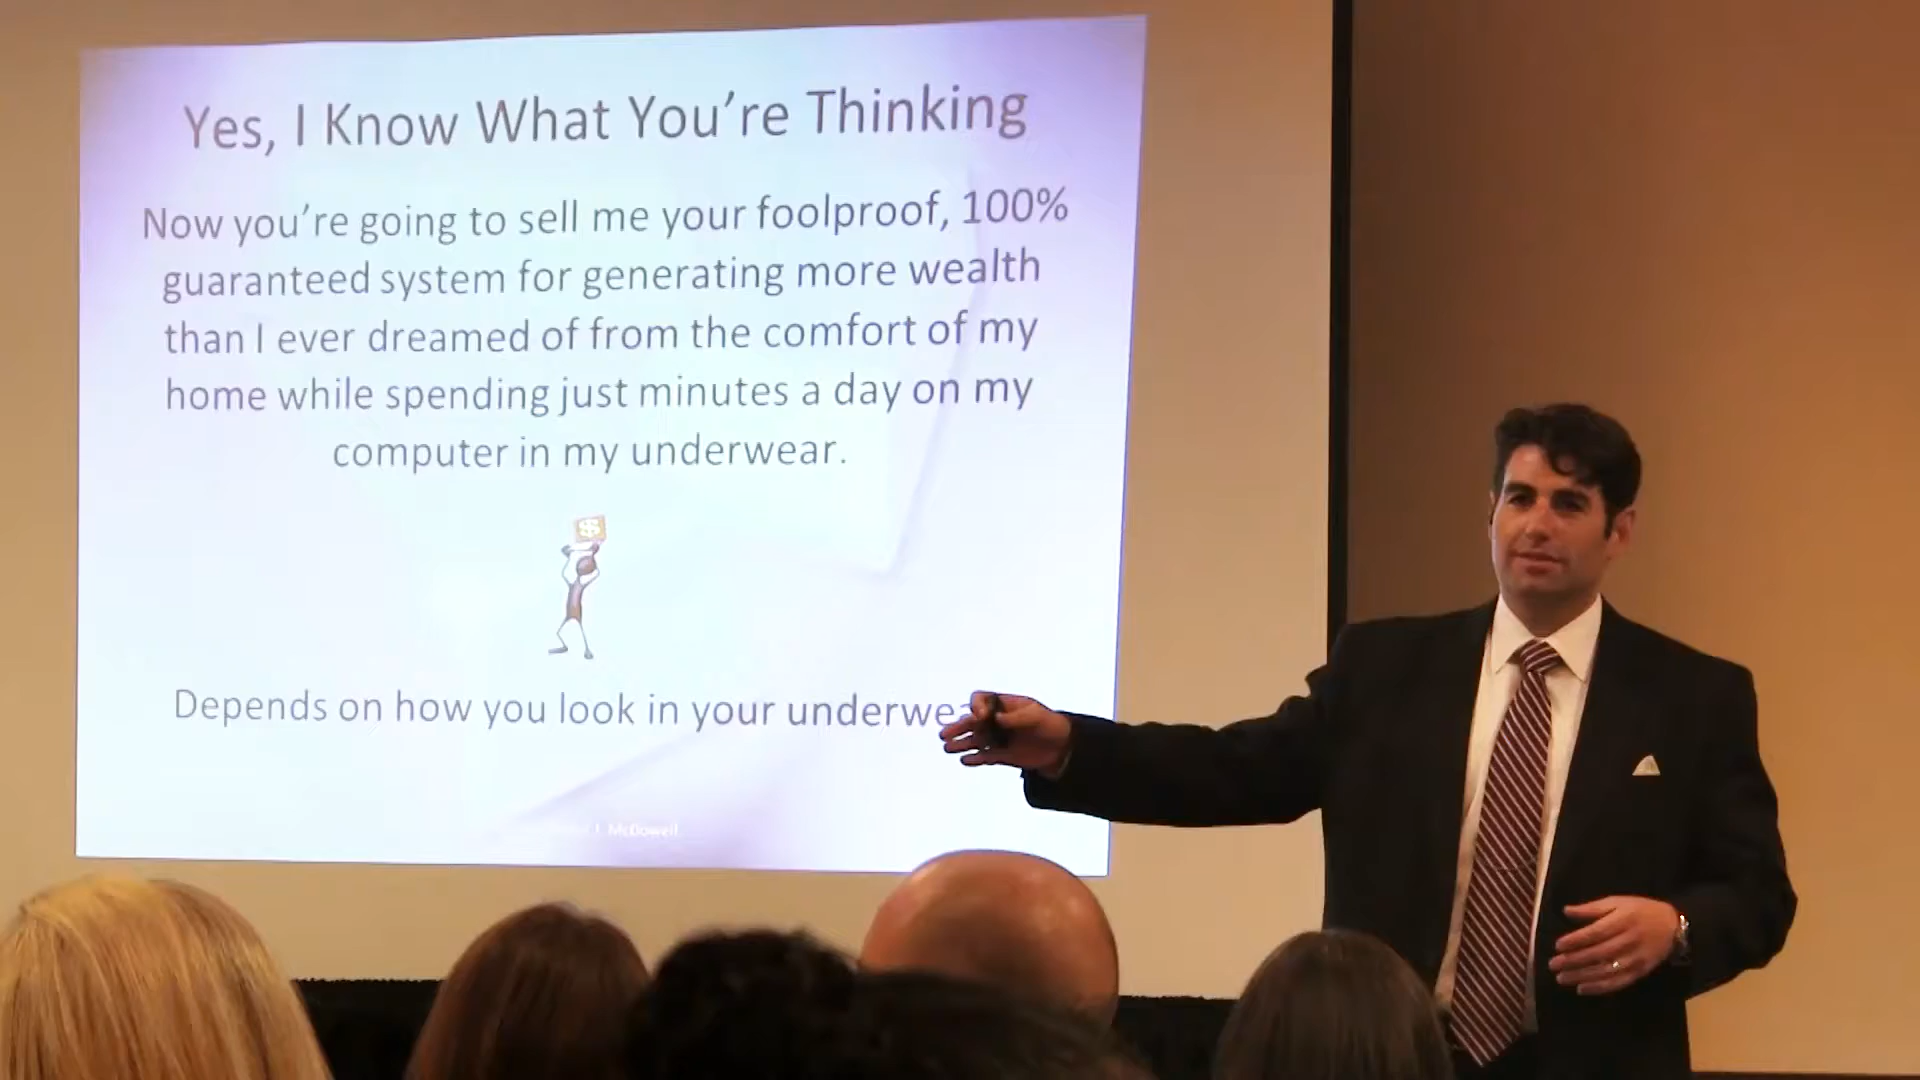 Yes, I Know What You're Thinking
Now you're going to sell me your foolproof, 100%
guaranteed system for generating more wealth
than I ever dreamed of from the comfort of my
home while spending just minutes a day on my
computer in my underwear.
$
Depends on how you look in your
J. McDowell